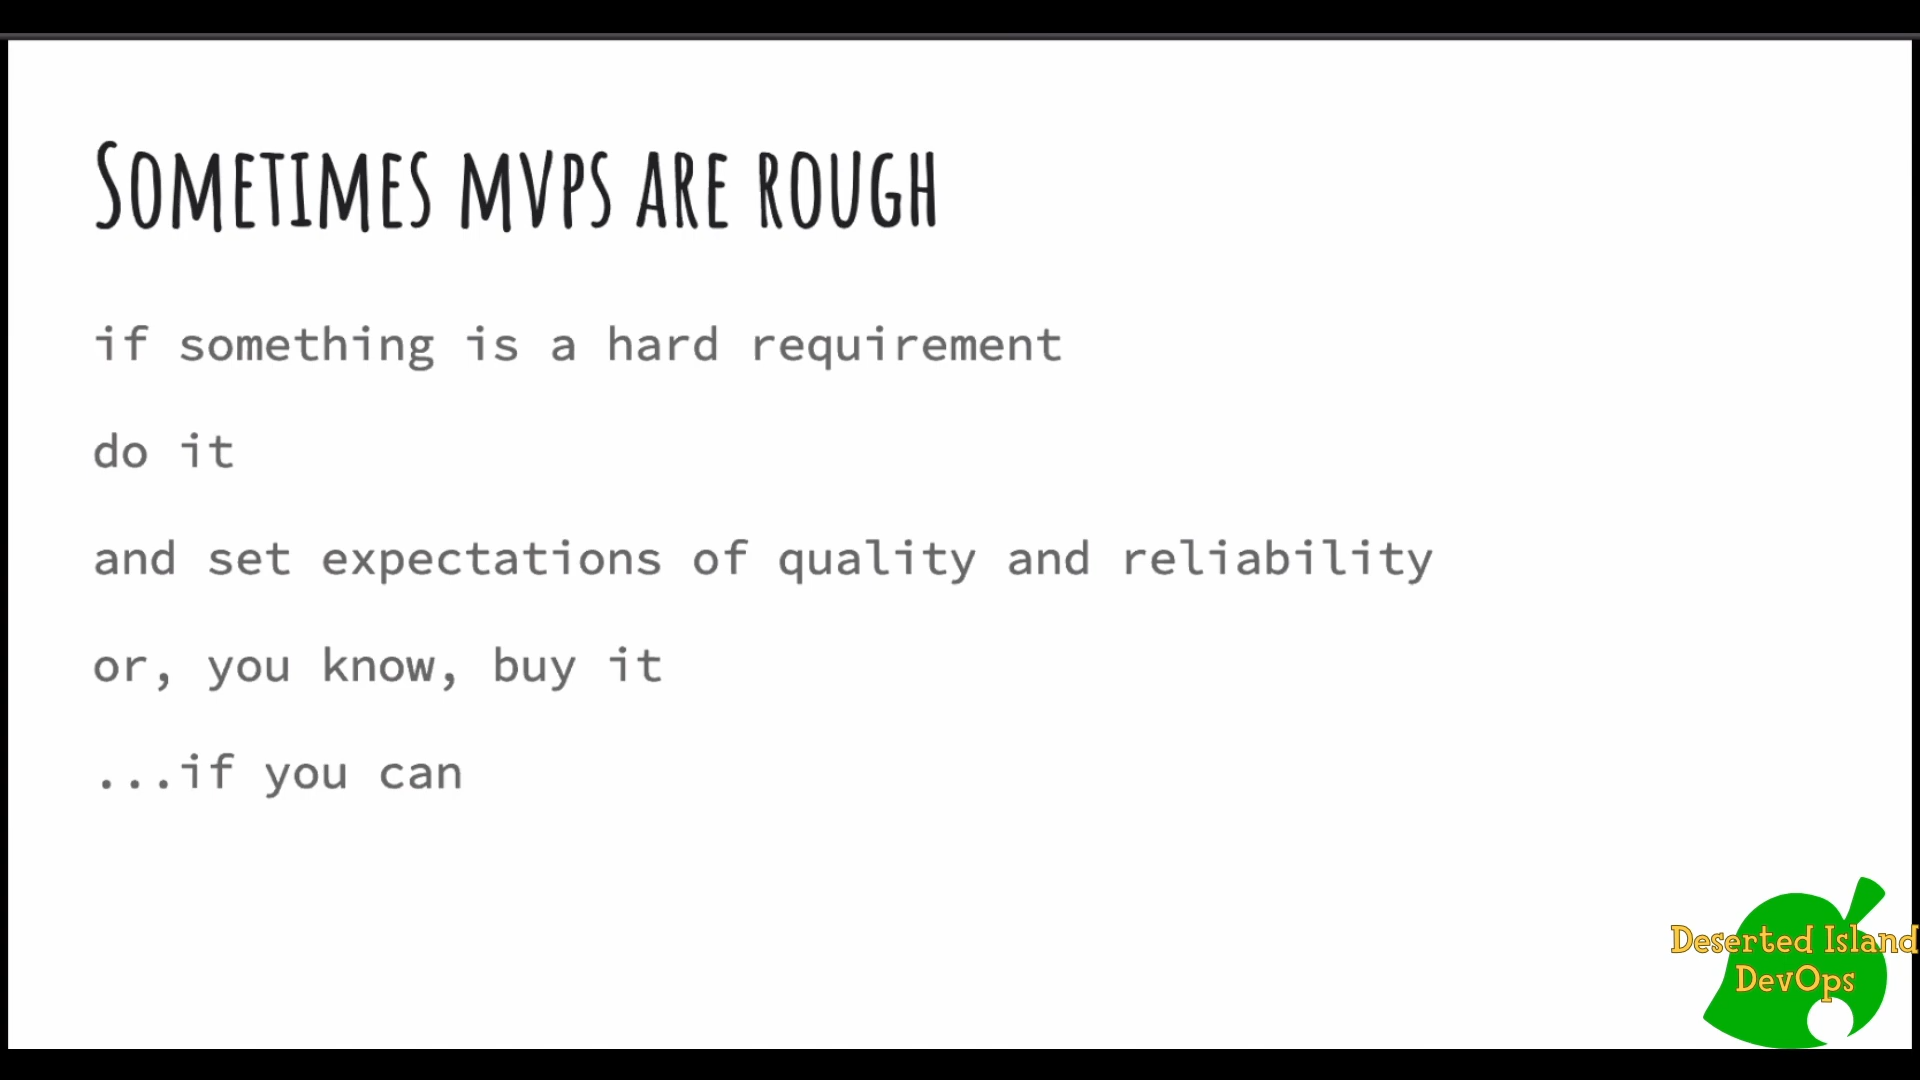 Sometimes mvps are rough
if something is a hard requirement
do it
and set expectations of quality and reliability
or, you know, buy it
...if you can
Deserted Island
DevOps